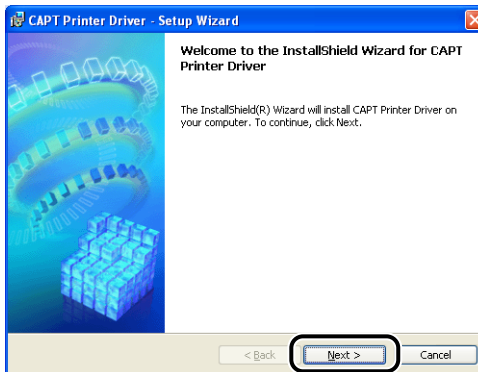 CAPT Printer Driver - Setup Wizard
Welcome to the InstallShield Wizard for CAPT
Printer Driver
The InstallShield(R) Wizard will install CAPT Printer Driver on
your computer. To continue, click Next.
< Back
Next >
Cancel